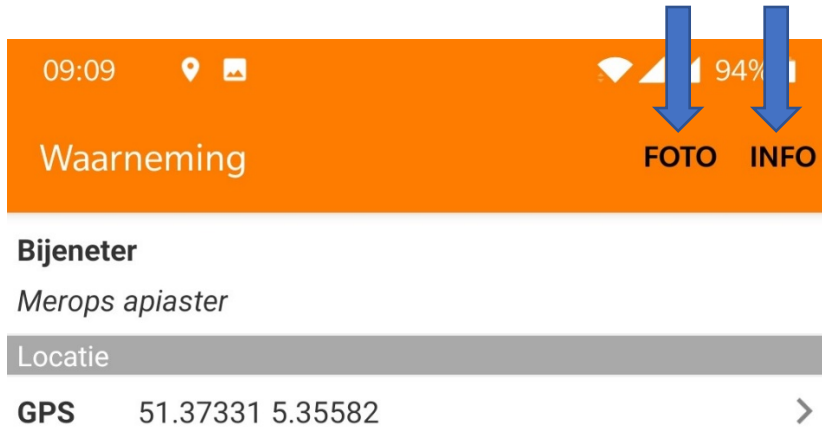 09:09 94%
Waarneming FOTO INFO
Bijeneter
Merops apiaster
Locatie
GPS 51.37331 5.35582